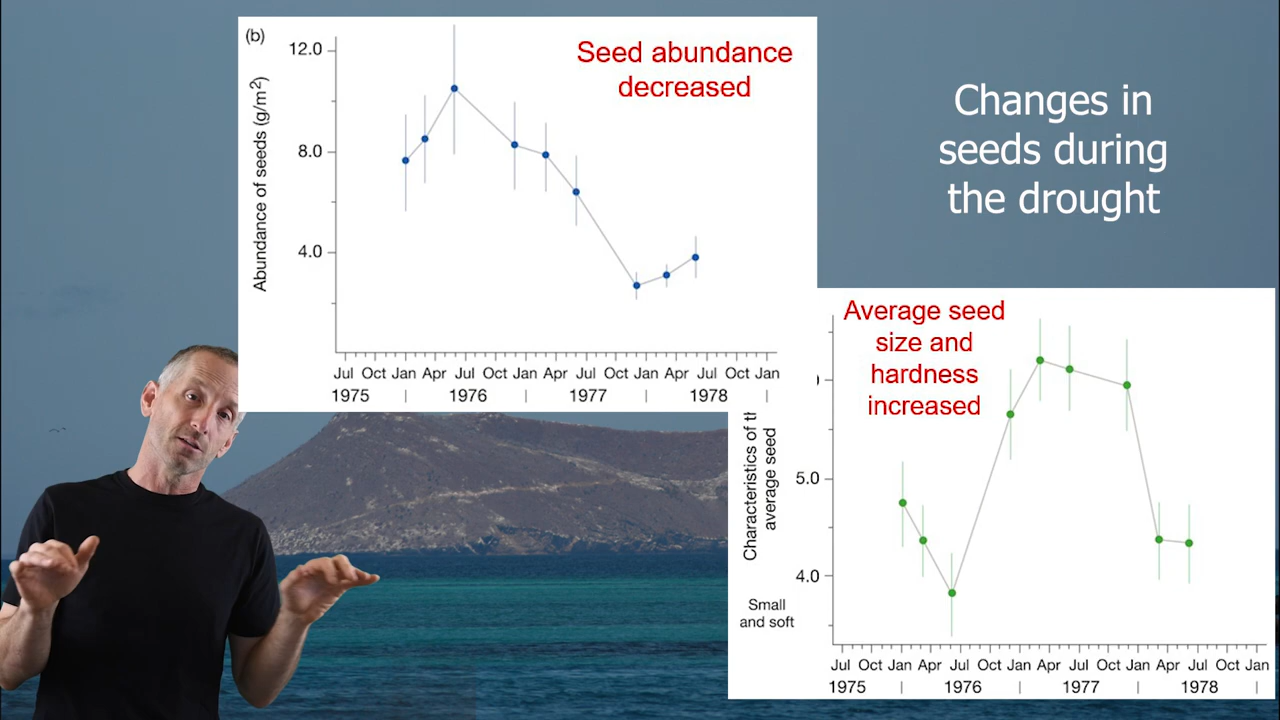 (b)
Seed abundance
decreased
Abundance of seeds (g/m²)
12.0
8.0
4.0
Jul Oct Jan Apr Jul Oct Jan Apr Jul Oct Jan Apr Jul Oct Jan
1975 | 1976 | 1977 | 1978 |
Changes in
seeds during
the drought
Average seed
size and
hardness
increased
Characteristics of
average seed
5.0
4.0
Small
and soft
Jul Oct Jan Apr Jul Oct Jan Apr Jul Oct Jan Apr Jul Oct Jan
1975 | 1976 | 1977 | 1978 |